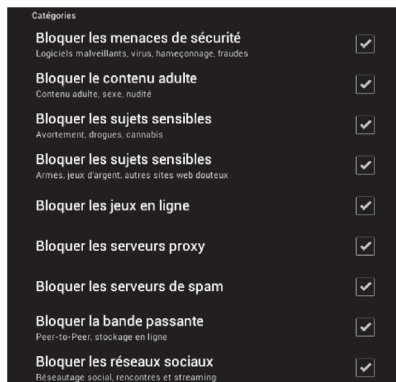 Catégories
Bloquer les menaces de sécurité
Logiciels malveillants, virus, hameçonnage, fraudes
Bloquer le contenu adulte
Contenu adulte, sexe, nudité
Bloquer les sujets sensibles
Avortement, drogues, cannabis
Bloquer les sujets sensibles
Armes, jeux d'argent, autres sites web douteux
Bloquer les jeux en ligne
Bloquer les serveurs proxy
Bloquer les serveurs de spam
Bloquer la bande passante
Peer-to-Peer, stockage en ligne
Bloquer les réseaux sociaux
Réseautage social, rencontres et streaming